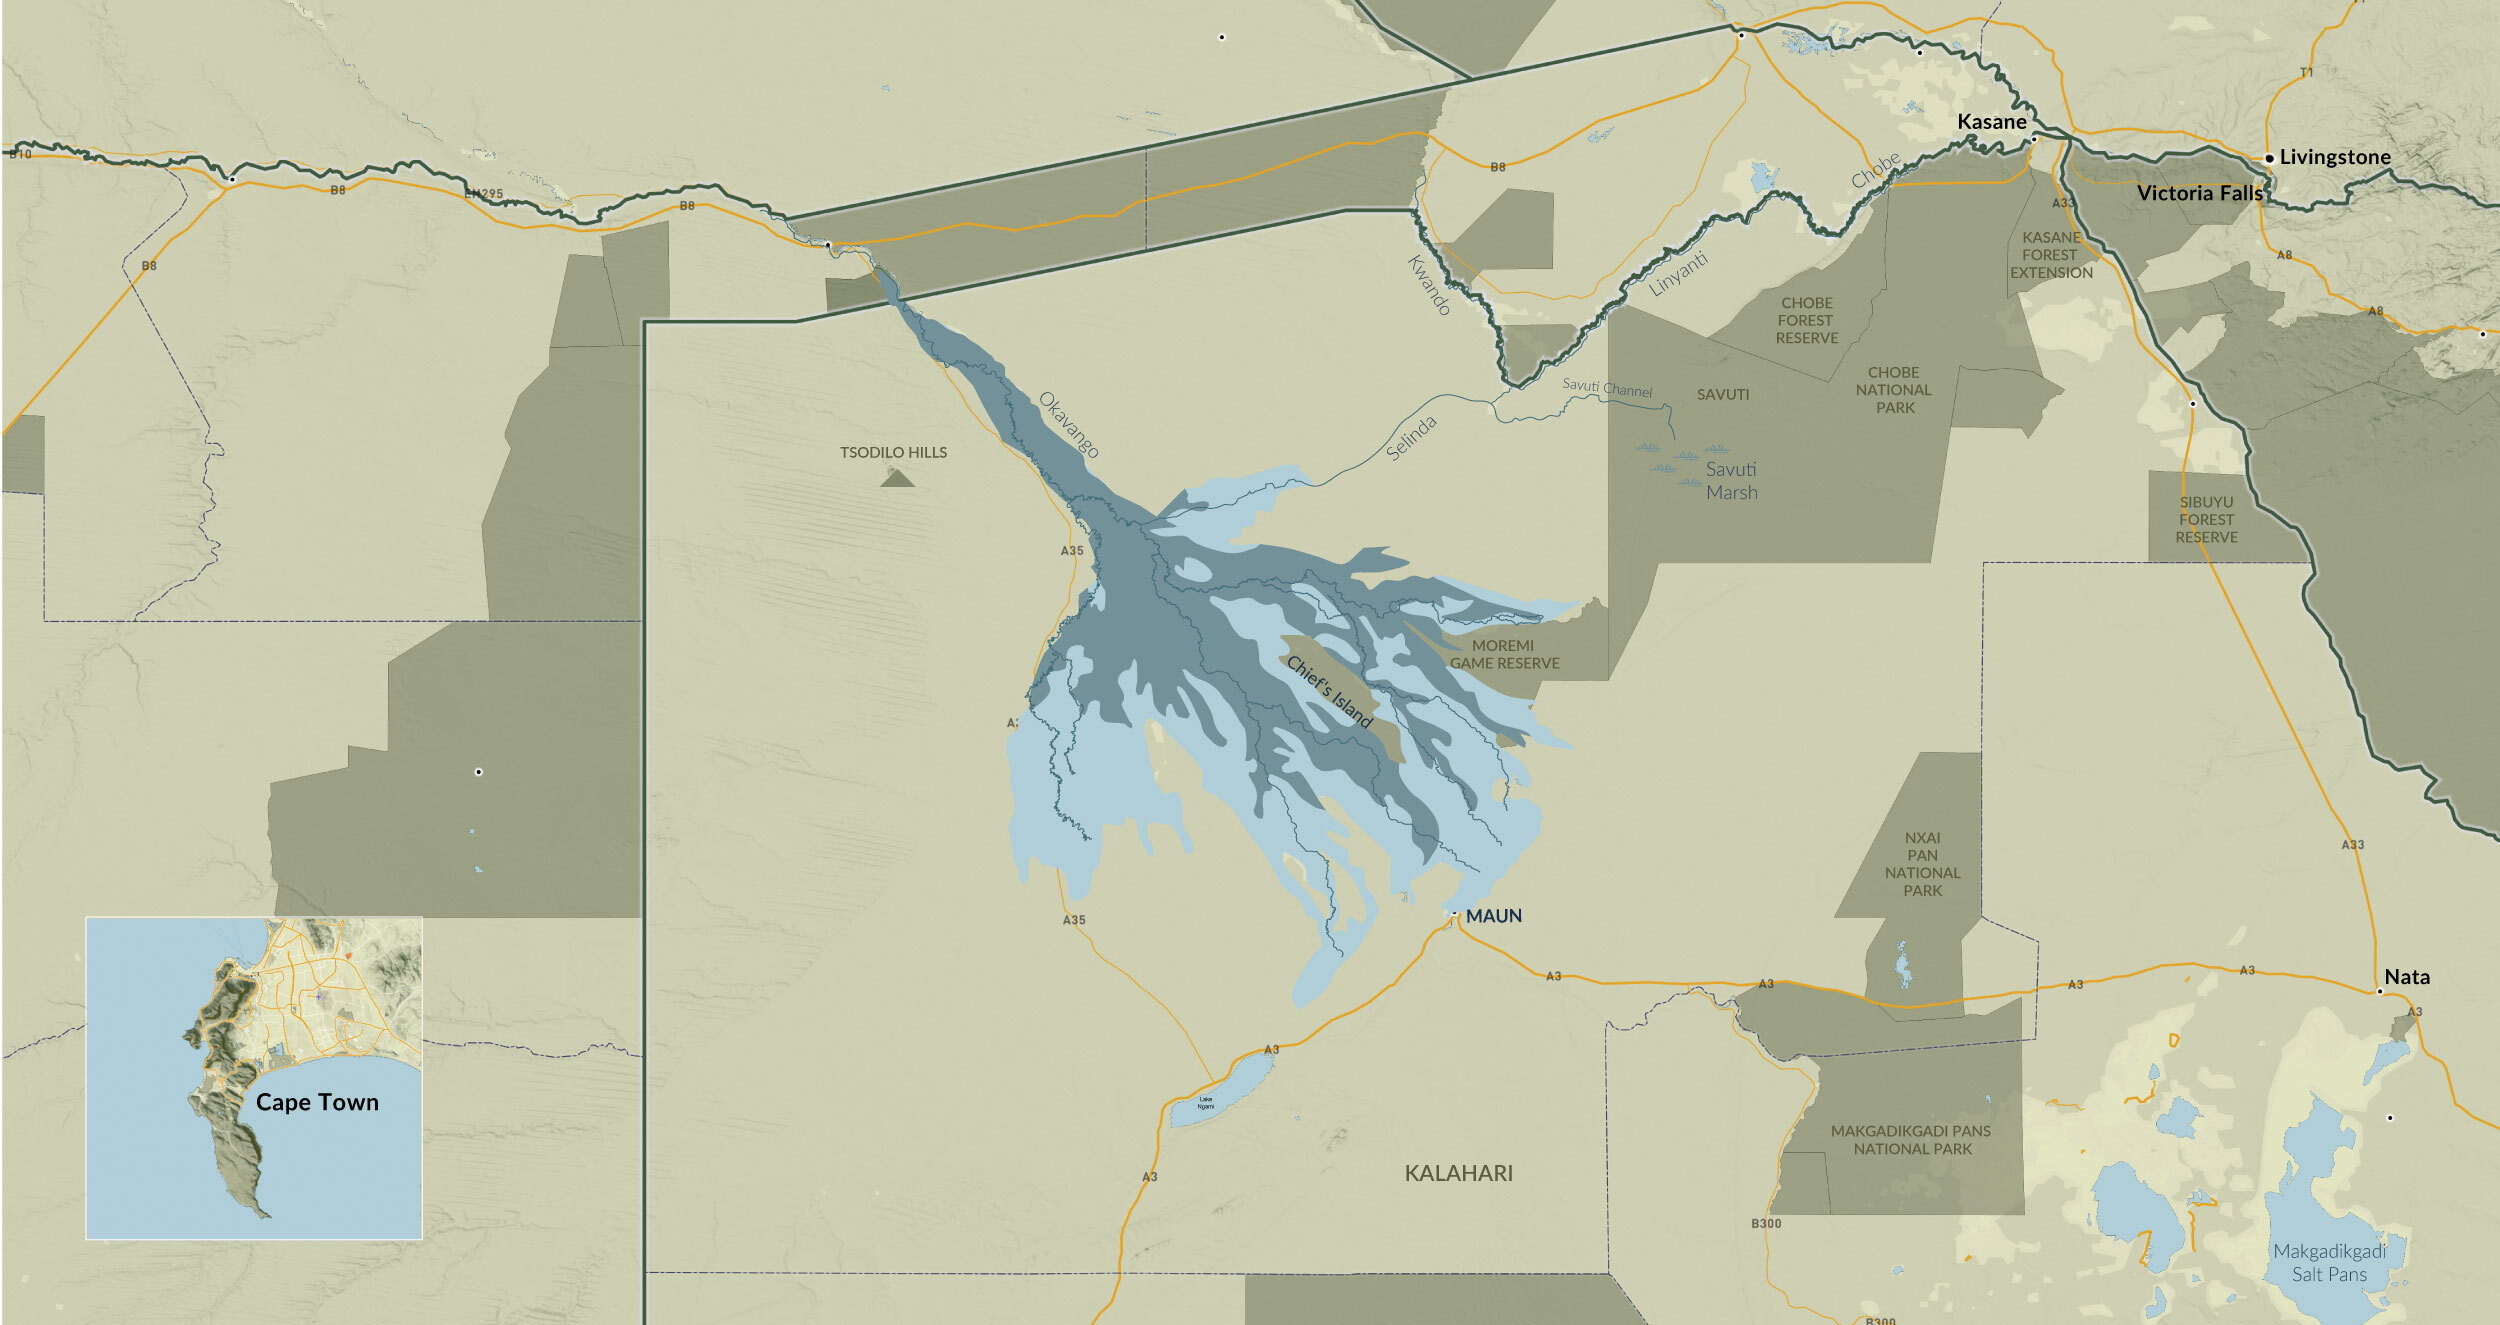 T1
Kasane
Livingstone
B10
B8
EN295
B8
B8
Chobe
Victoria Falls
A33
B8
Kwando
Linyanti
KASANE
FOREST
EXTENSION
A8
CHOBE
FOREST
RESERVE
A8
Savuti Channel
SAVUTI
CHOBE
NATIONAL
PARK
Okavango
Selinda
TSODILO HILLS
Savuti
Marsh
SIBUYU
FOREST
RESERVE
A35
MOREMI
GAME RESERVE
Chief's Island
NXAI
PAN
NATIONAL
PARK
A33
A35
MAUN
A3
A3
A3
A3
Nata
A3
A3
Lake
Ngami
Cape Town
MAKGADIKGADI PANS
NATIONAL PARK
A3
KALAHARI
B300
Makgadikgadi
Salt Pans
B300